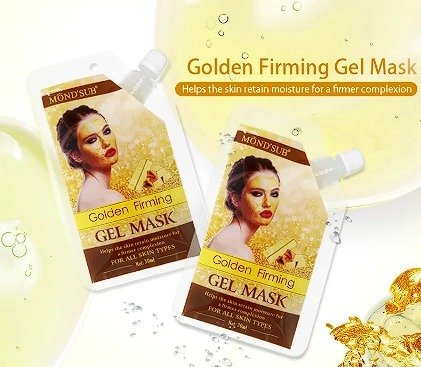 Golden Firming Gel Mask
Helps the skin retain moisture for a firmer complexion
MOND'SUB®
Golden Firming
GEL MASK
Helps the skin retain moisture for
a firmer complexion
FOR ALL SKIN TYPES
Net. 50ml
MOND'SUB®
Golden Firming
GEL MASK
Helps the skin retain moisture for
a firmer complexion
FOR ALL SKIN TYPES